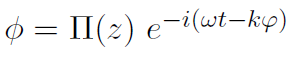 ϕ = Π(z) e^{−i(ωt−kφ)}